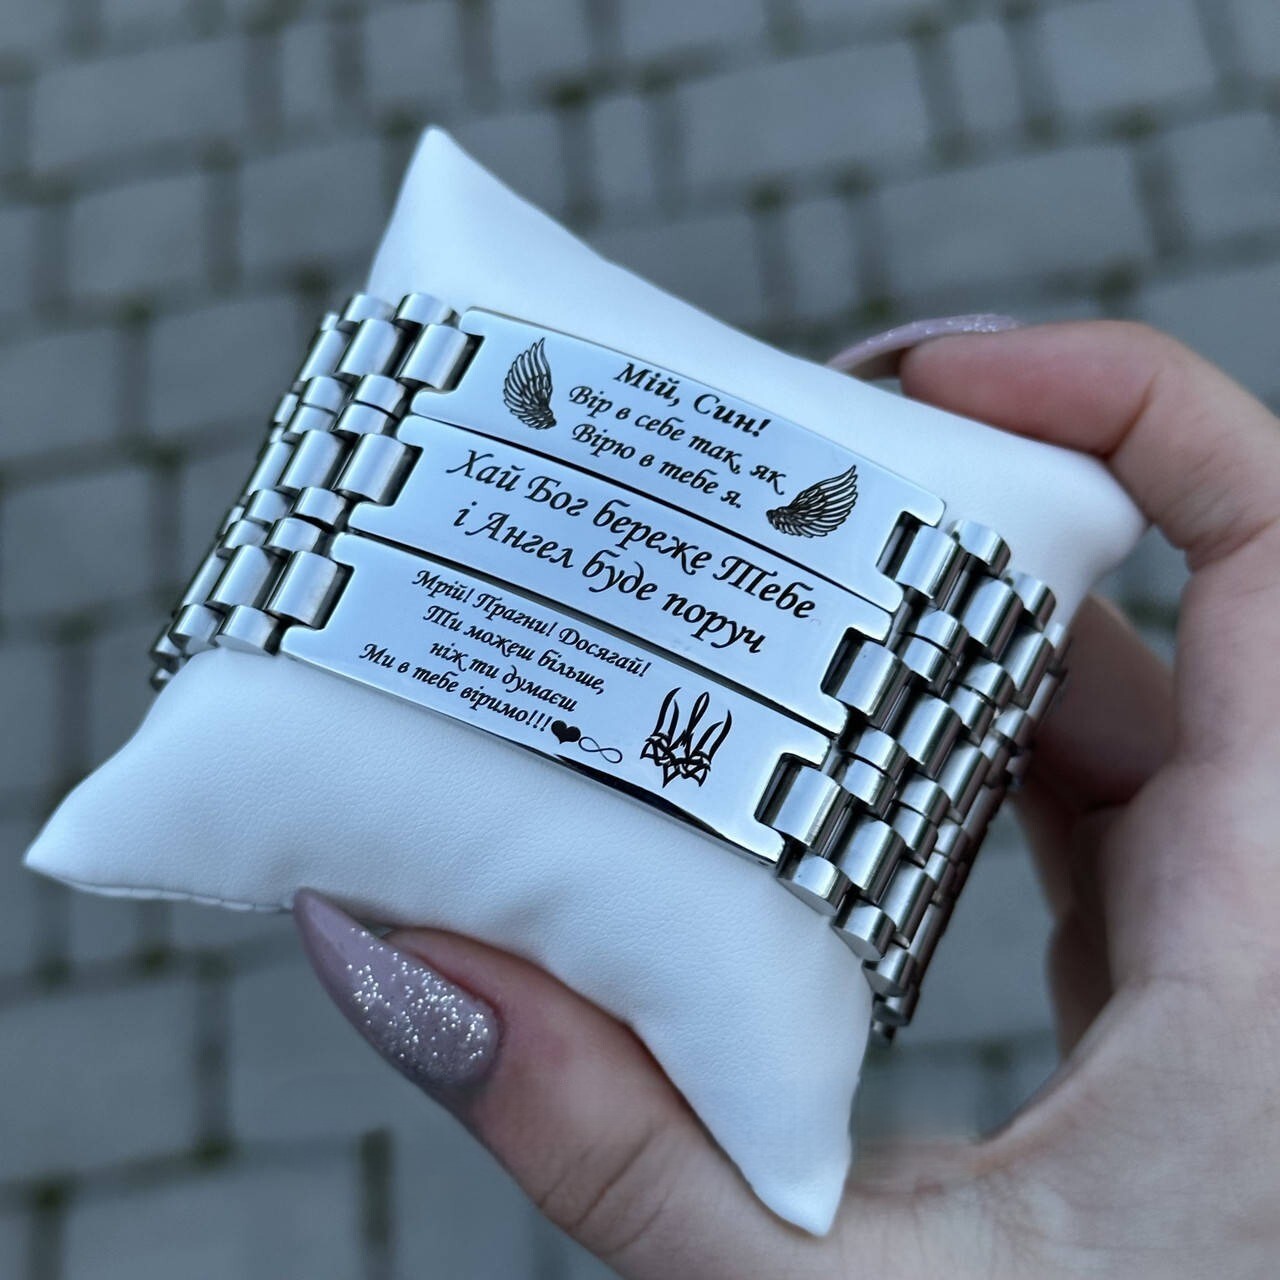 Мій, Син!
Вір в себе так, як
Вірю в тебе я.
Хай Бог береже Тебе
і Ангел буде поруч
Мрій! Прагни! Досягай!
Ти можеш більше,
ніж ти думаєш
Ми в тебе віримо!!!